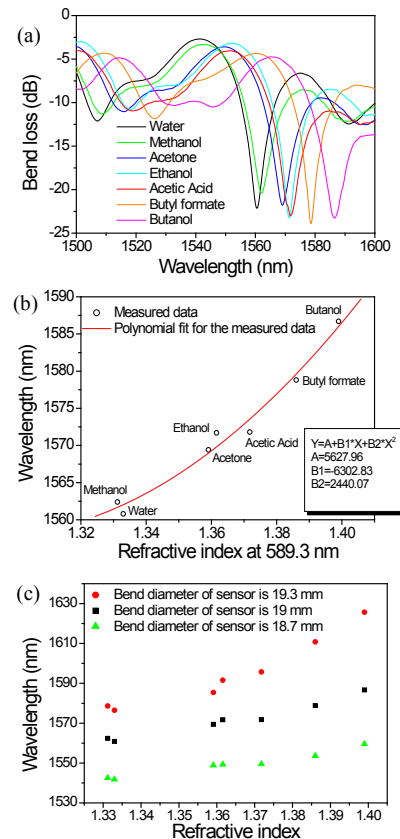 (a)
Bend loss (dB)
0
-5
-10
-15
-20
-25
Water
Methanol
Acetone
Ethanol
Acetic Acid
Butyl formate
Butanol
1500 1520 1540 1560 1580 1600
Wavelength (nm)
(b)
Wavelength (nm)
1590
1585
1580
1575
1570
1565
1560
Measured data
Polynomial fit for the measured data
Butanol
Butyl formate
Ethanol
Acetic Acid
Acetone
Methanol
Water
Y=A+B1*X+B2*X²
A=5627.96
B1=-6302.83
B2=2440.07
1.32 1.34 1.36 1.38 1.40
Refractive index at 589.3 nm
(c)
Wavelength (nm)
1630
1610
1590
1570
1550
1530
Bend diameter of sensor is 19.3 mm
Bend diameter of sensor is 19 mm
Bend diameter of sensor is 18.7 mm
1.33 1.34 1.35 1.36 1.37 1.38 1.39 1.40
Refractive index